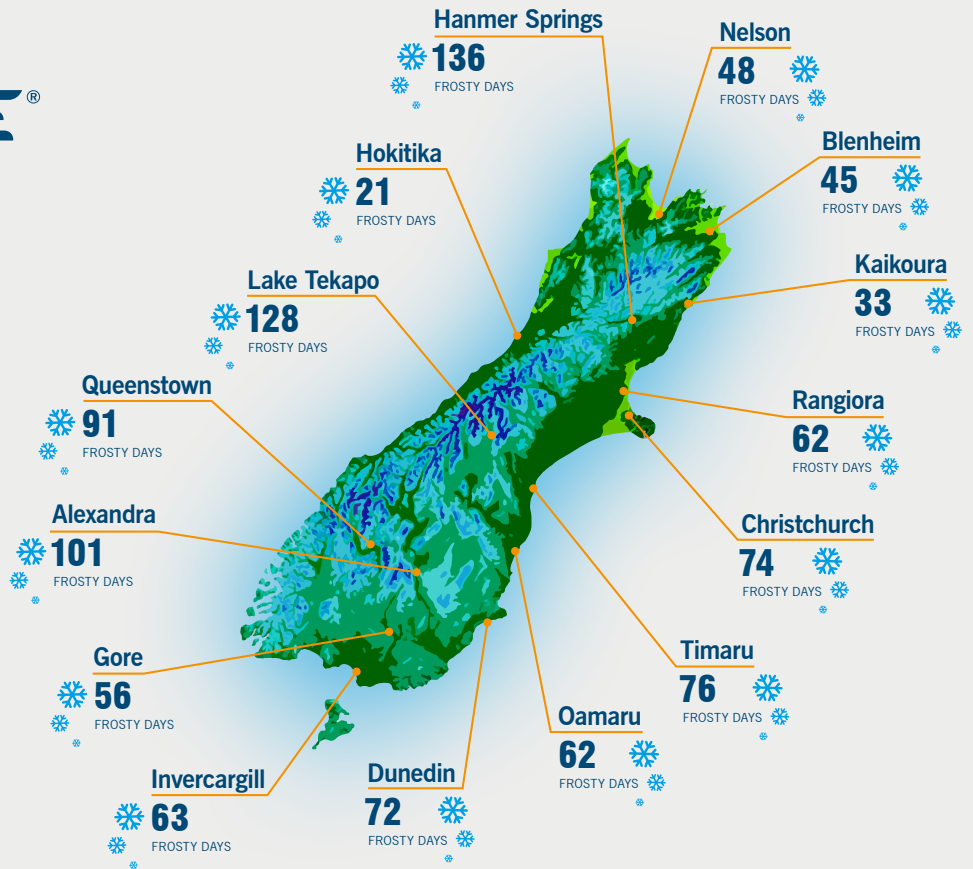 Hanmer Springs
136
FROSTY DAYS
Nelson
48
FROSTY DAYS
®
Hokitika
21
FROSTY DAYS
Blenheim
45
FROSTY DAYS
Lake Tekapo
128
FROSTY DAYS
Kaikoura
33
FROSTY DAYS
Queenstown
91
FROSTY DAYS
Rangiora
62
FROSTY DAYS
Alexandra
101
FROSTY DAYS
Christchurch
74
FROSTY DAYS
Gore
56
FROSTY DAYS
Timaru
76
FROSTY DAYS
Oamaru
62
FROSTY DAYS
Invercargill
63
FROSTY DAYS
Dunedin
72
FROSTY DAYS